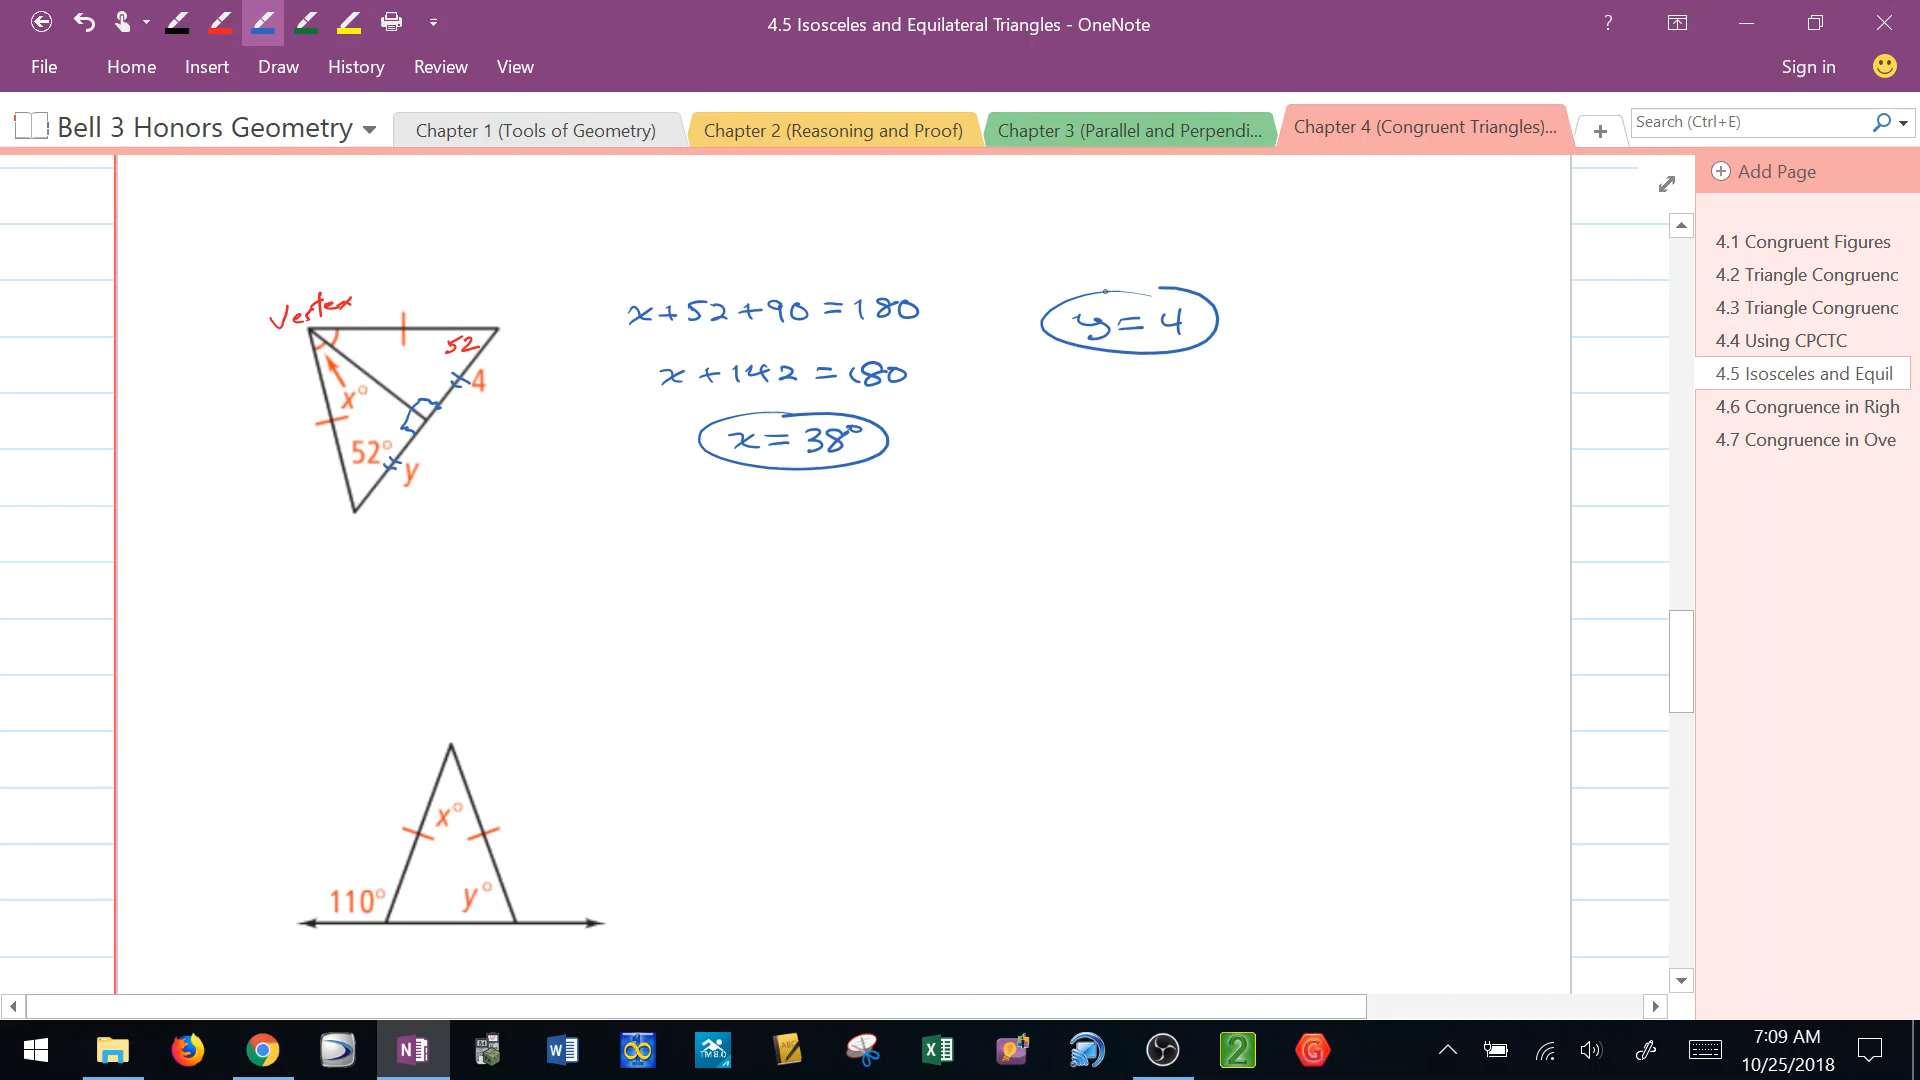 4.5 Isosceles and Equilateral Triangles - OneNote
?
File Home Insert Draw History Review View
Sign in
Bell 3 Honors Geometry
Chapter 1 (Tools of Geometry)
Chapter 2 (Reasoning and Proof)
Chapter 3 (Parallel and Perpendi...
Chapter 4 (Congruent Triangles)...
+
Search (Ctrl+E)
Add Page
4.1 Congruent Figures
4.2 Triangle Congruenc
4.3 Triangle Congruenc
4.4 Using CPCTC
4.5 Isosceles and Equil
4.6 Congruence in Righ
4.7 Congruence in Ove
Vertex
52
4
x°
52°
y
x + 52 + 90 = 180
x + 142 = 180
x = 38°
y = 4
x°
110°
y°
7:09 AM
10/25/2018